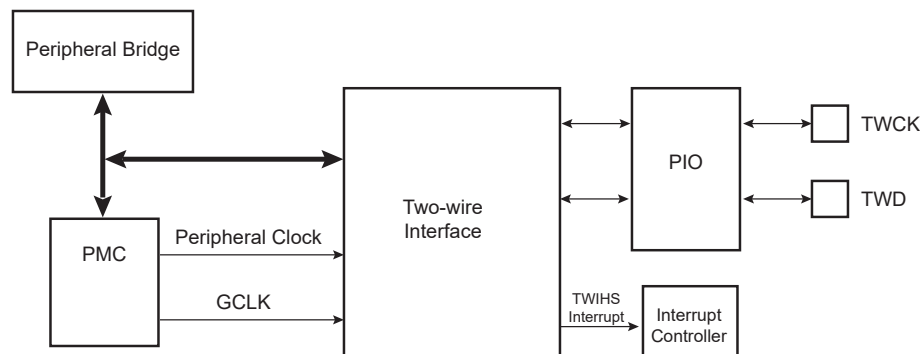 Peripheral Bridge
TWCK
PIO
TWD
Two-wire
Interface
PMC
Peripheral Clock
GCLK
TWIHS
Interrupt
Interrupt
Controller